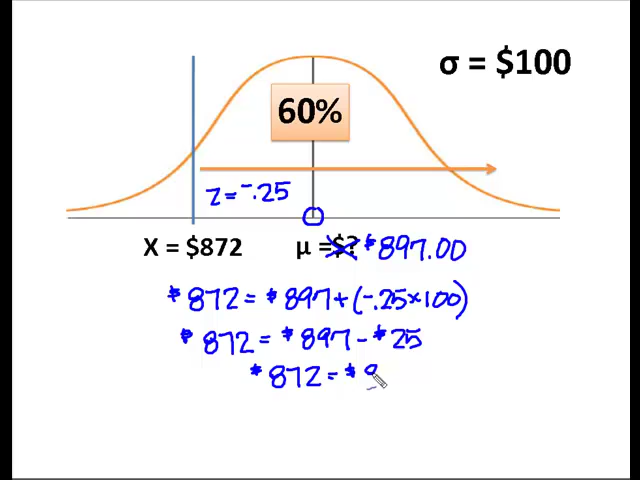 σ = $100
60%
z = -.25
X = $872
μ =$? $897.00
$872 = $897 + (-.25 × 100)
$872 = $897 - $25
$872 = $